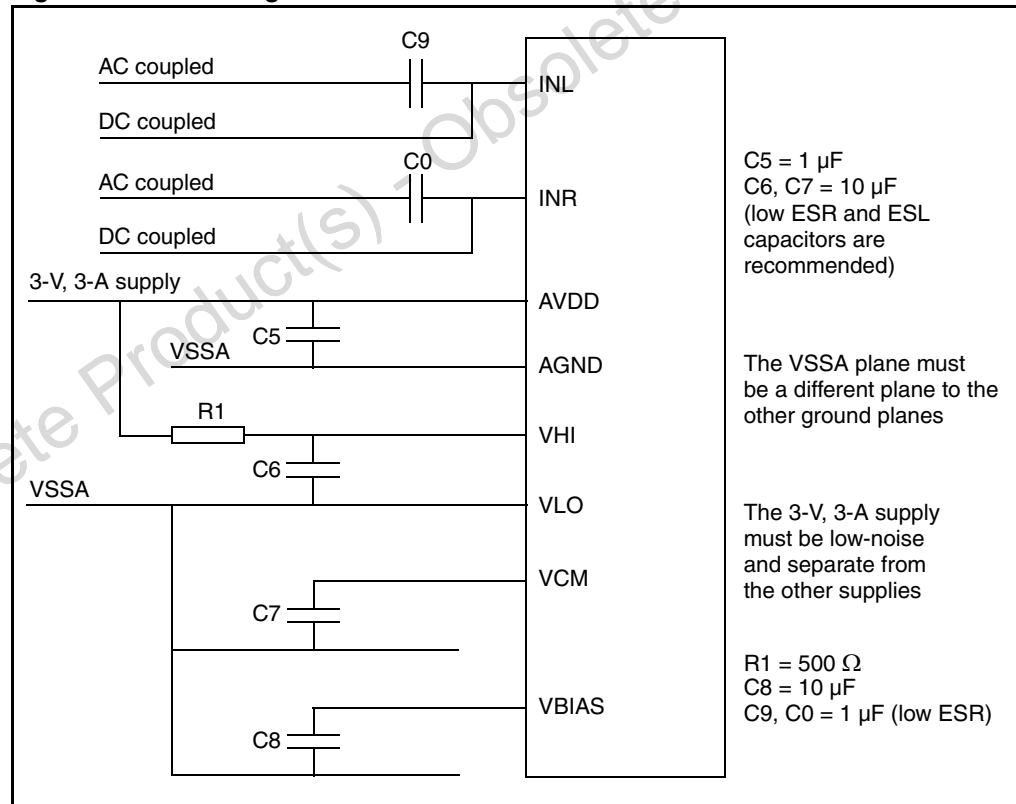 C9
AC coupled
INL
DC coupled
C0
AC coupled
INR
DC coupled
3-V, 3-A supply
AVDD
C5
VSSA
AGND
R1
VHI
C6
VSSA
VLO
VCM
C7
VBIAS
C8
C5 = 1 µF
C6, C7 = 10 µF
(low ESR and ESL
capacitors are
recommended)
The VSSA plane must
be a different plane to the
other ground planes
The 3-V, 3-A supply
must be low-noise
and separate from
the other supplies
R1 = 500 Ω
C8 = 10 µF
C9, C0 = 1 µF (low ESR)
ete Product(s) - Obsolete